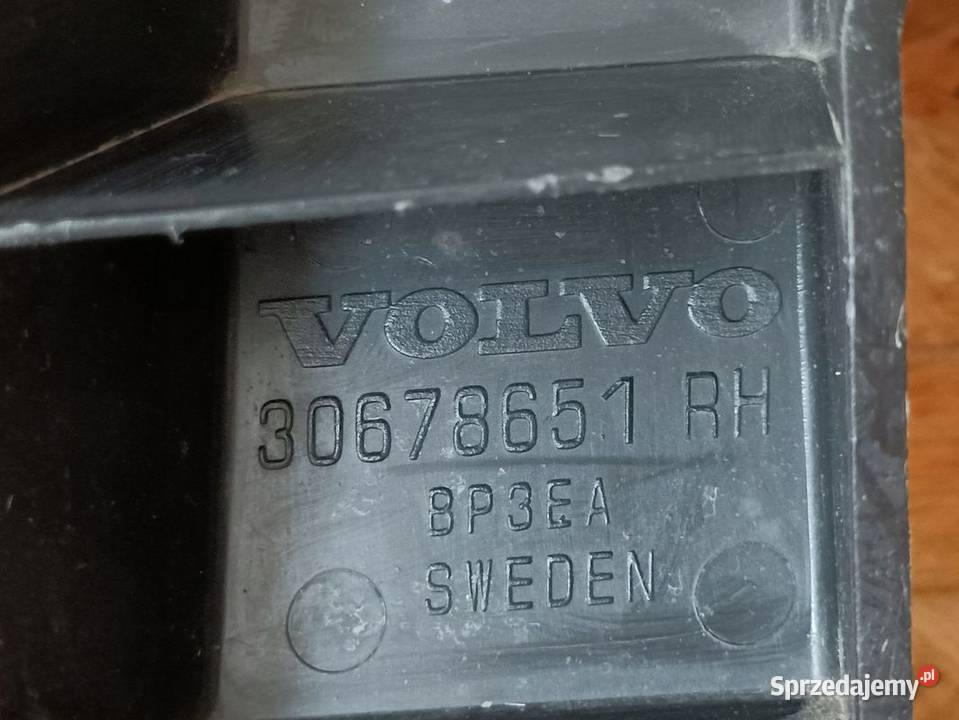 VOLVO
30678651 RH
BP3EA
SWEDEN
Sprzedajemy.pl